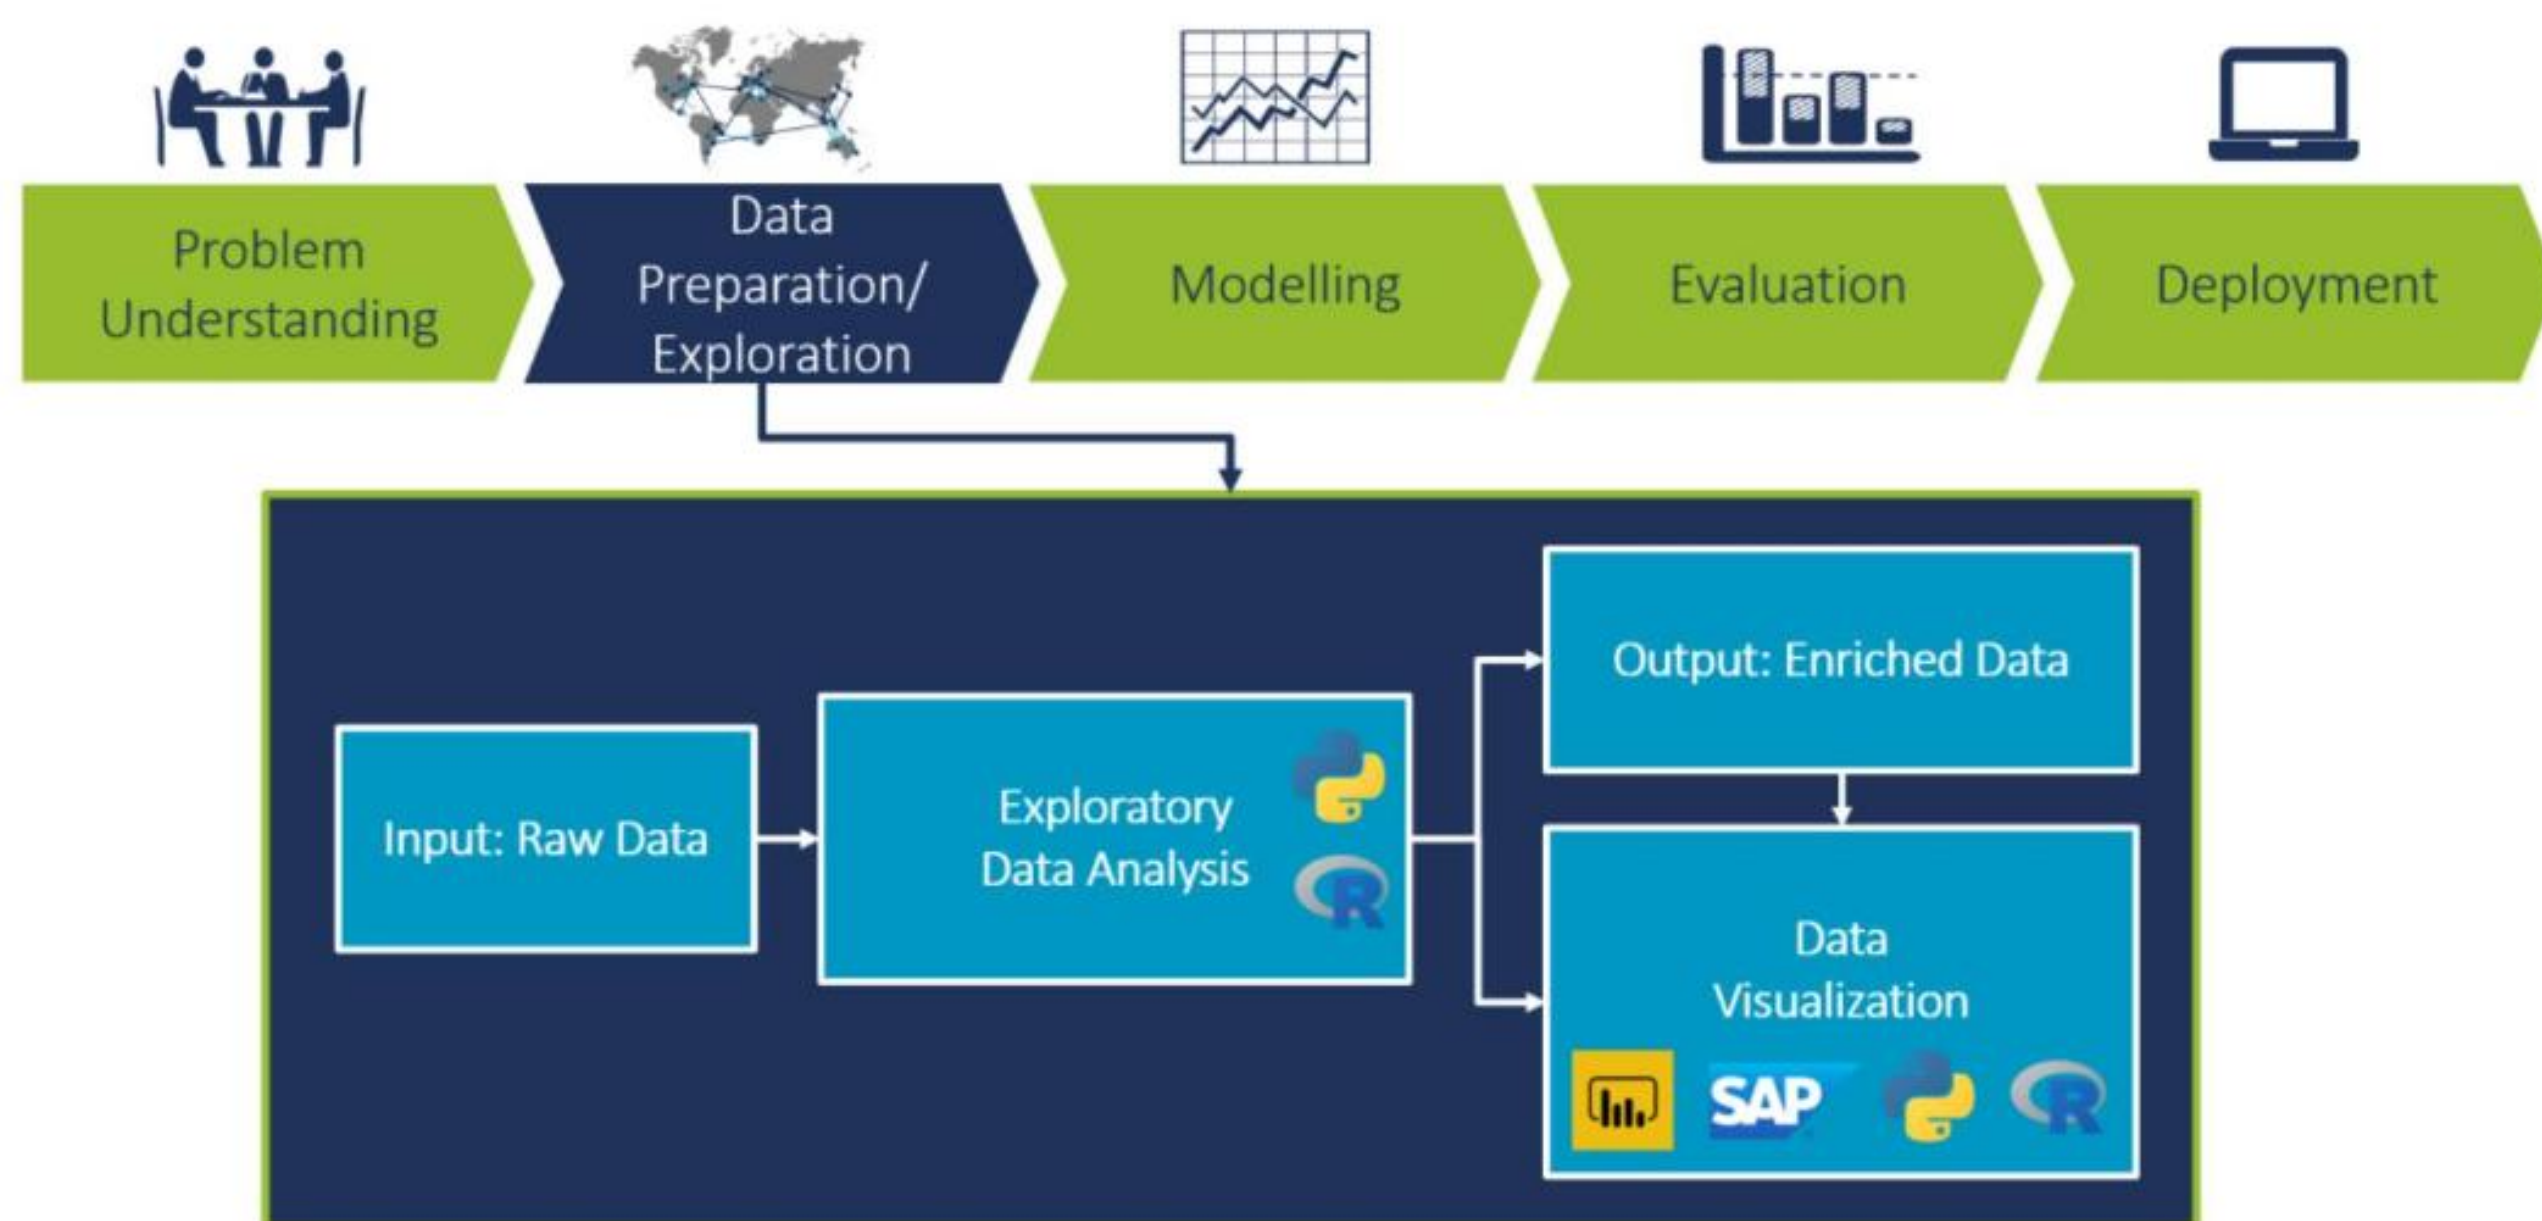 Problem
Understanding
Data
Preparation/
Exploration
Modelling
Evaluation
Deployment
Input: Raw Data
Exploratory
Data Analysis
R
Output: Enriched Data
Data
Visualization
SAP
R